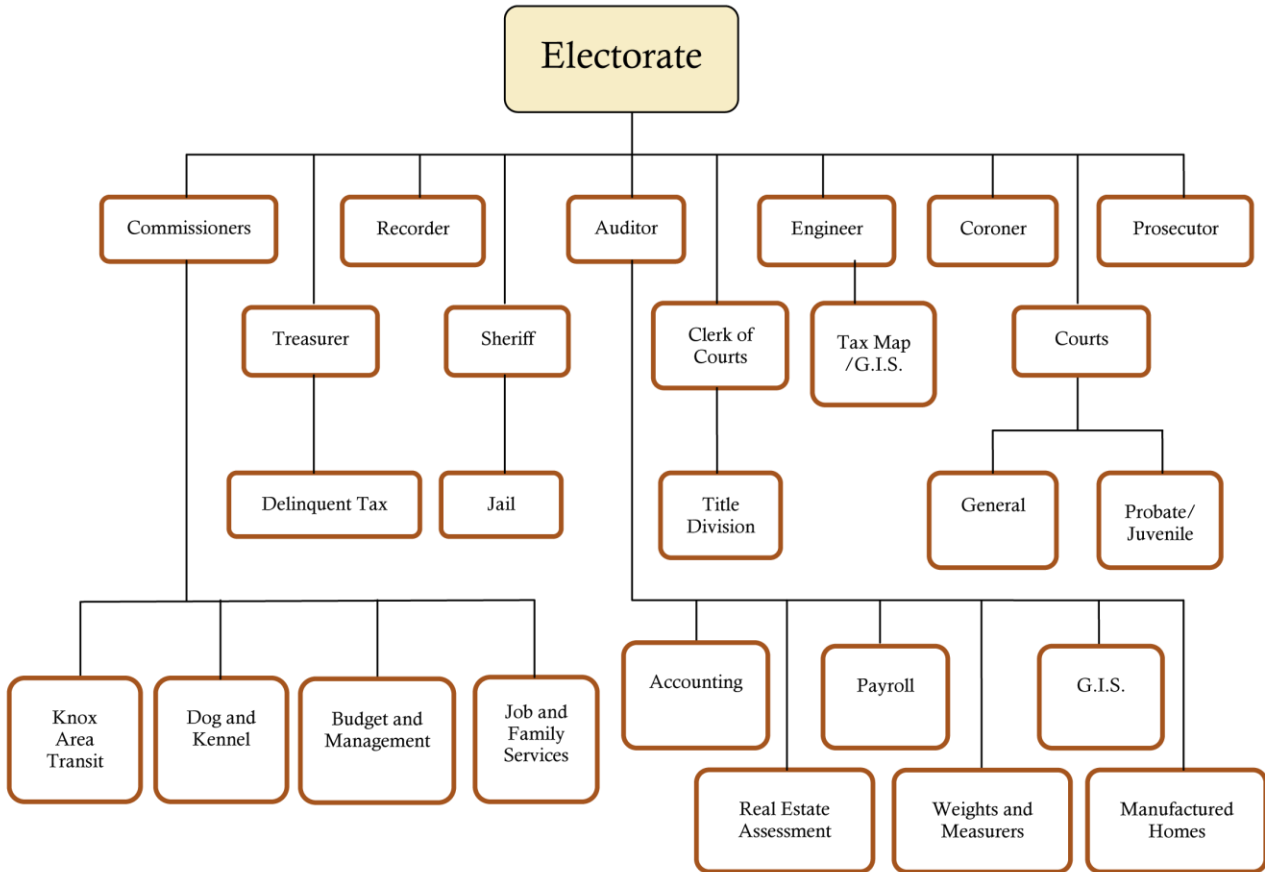 Electorate
Commissioners
Recorder
Auditor
Engineer
Coroner
Prosecutor
Treasurer
Sheriff
Clerk of
Courts
Tax Map
/G.I.S.
Courts
Delinquent Tax
Jail
Title
Division
General
Probate/
Juvenile
Knox
Area
Transit
Dog and
Kennel
Budget and
Management
Job and
Family
Services
Accounting
Payroll
G.I.S.
Real Estate
Assessment
Weights and
Measurers
Manufactured
Homes